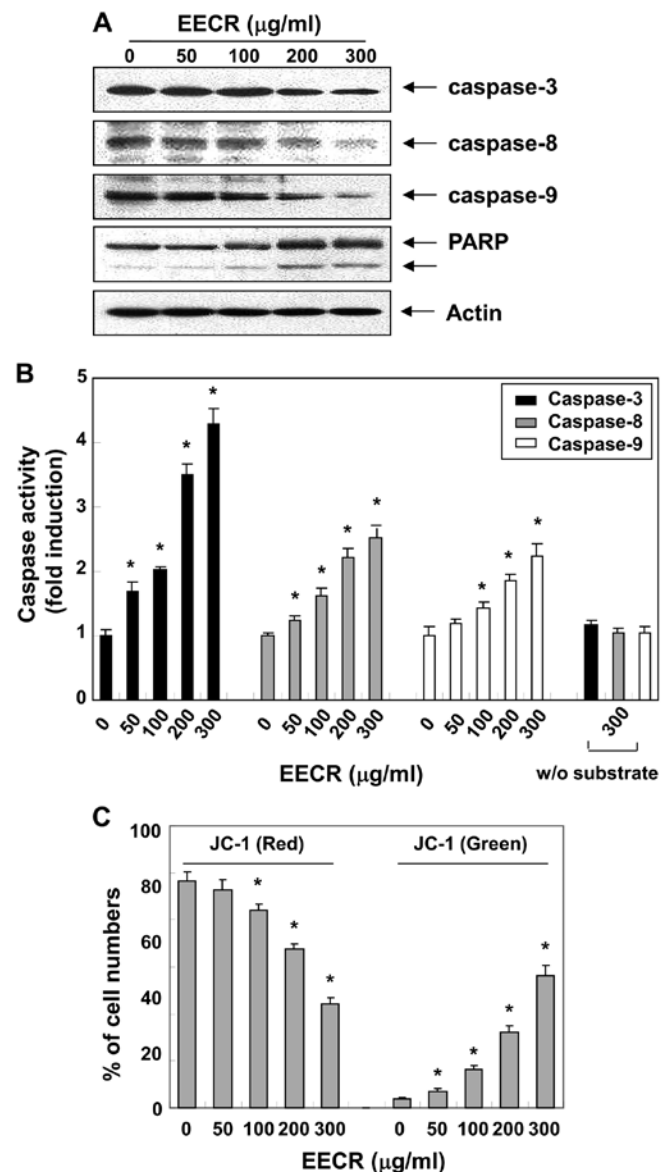 A
EECR (μg/ml)
0 50 100 200 300
caspase-3
caspase-8
caspase-9
PARP
Actin
B
5
4
3
2
1
0
Caspase activity
(fold induction)
Caspase-3
Caspase-8
Caspase-9
* * * *
* * * *
* * *
0 50 100 200 300 0 50 100 200 300 0 50 100 200 300 300
EECR (μg/ml)
w/o substrate
C
100
80
60
40
20
0
% of cell numbers
JC-1 (Red) JC-1 (Green)
* * *
* * * *
0 50 100 200 300 0 50 100 200 300
EECR (μg/ml)